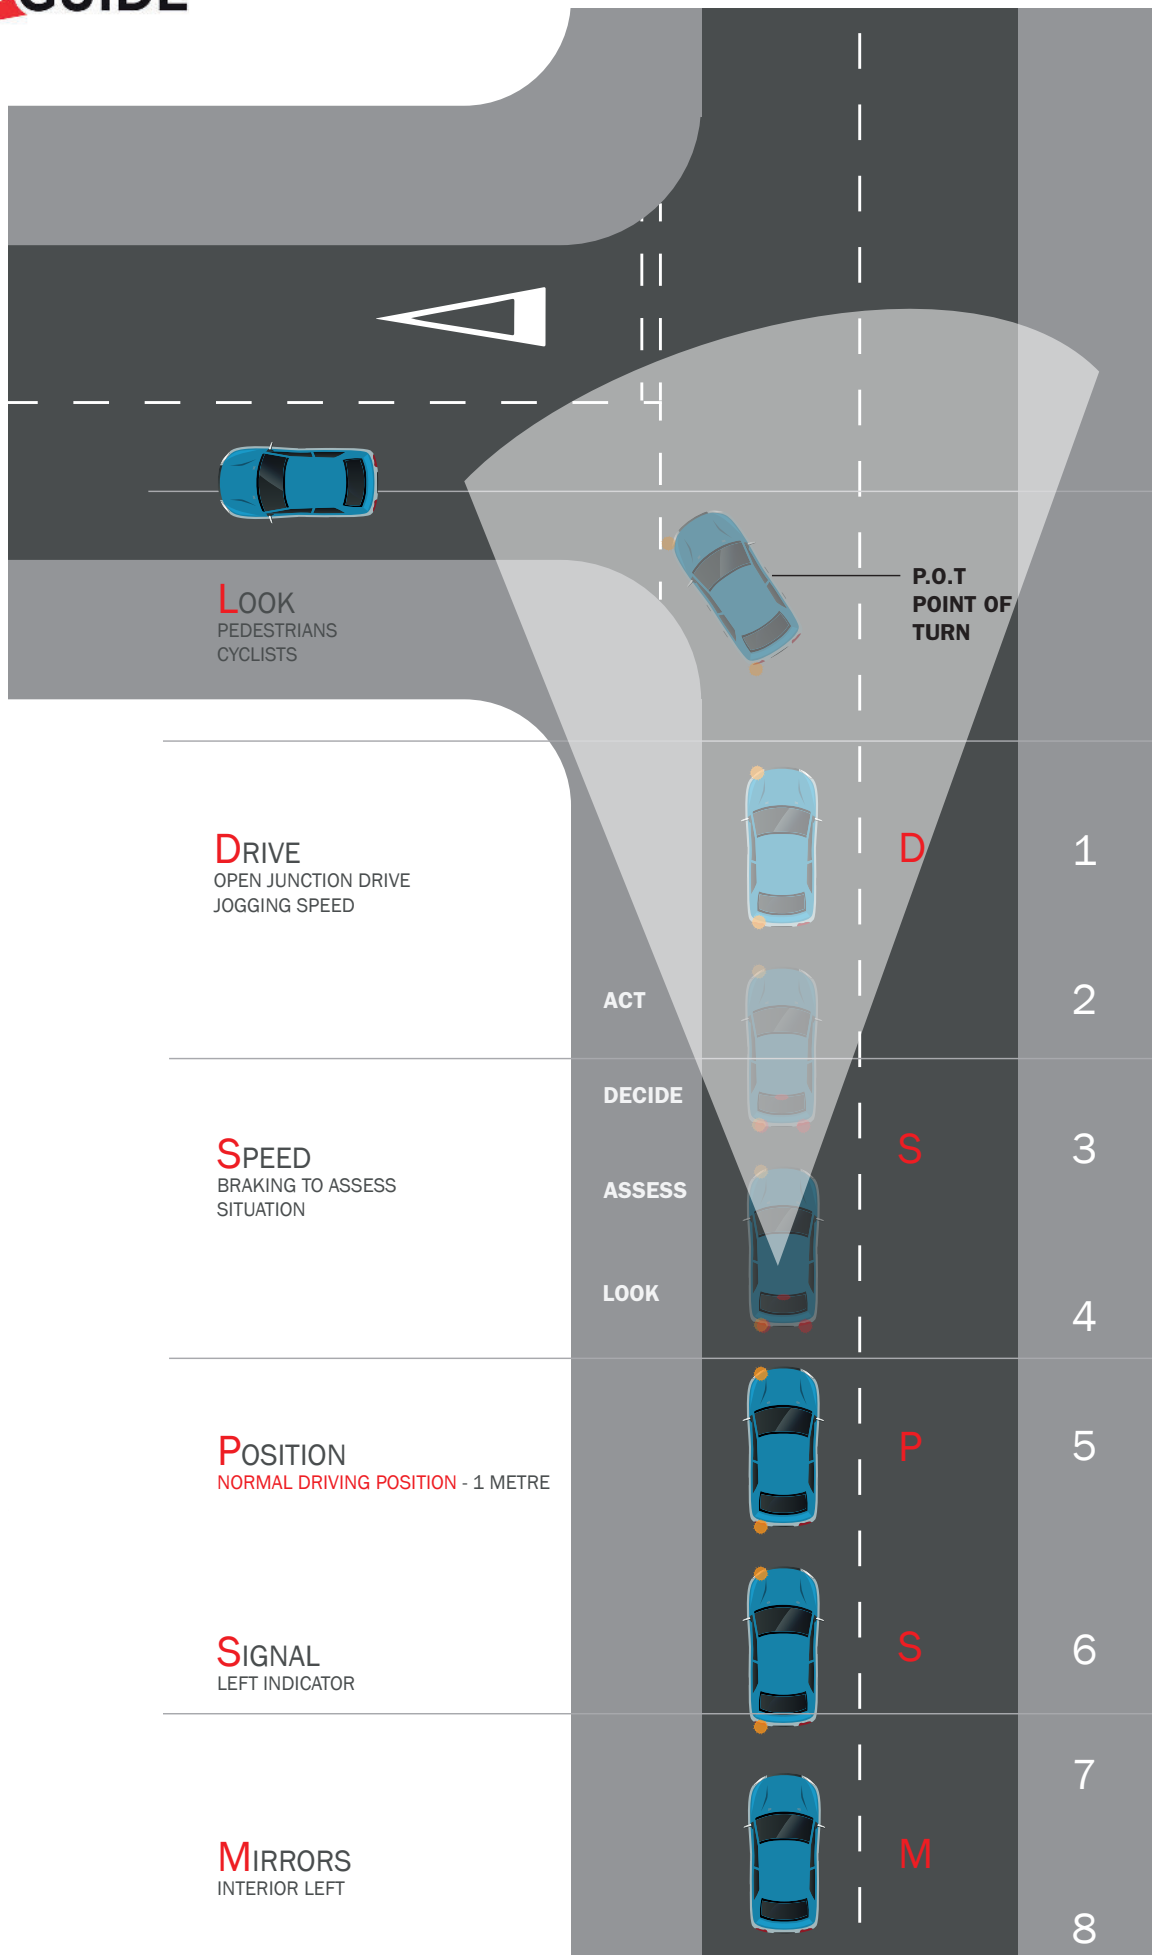 GUIDE
P.O.T
POINT OF
TURN
LOOK
PEDESTRIANS
CYCLISTS
DRIVE
OPEN JUNCTION DRIVE
JOGGING SPEED
D
1
ACT
2
DECIDE
SPEED
BRAKING TO ASSESS
SITUATION
S
3
ASSESS
LOOK
4
POSITION
NORMAL DRIVING POSITION - 1 METRE
P
5
SIGNAL
LEFT INDICATOR
S
6
7
MIRRORS
INTERIOR LEFT
M
8